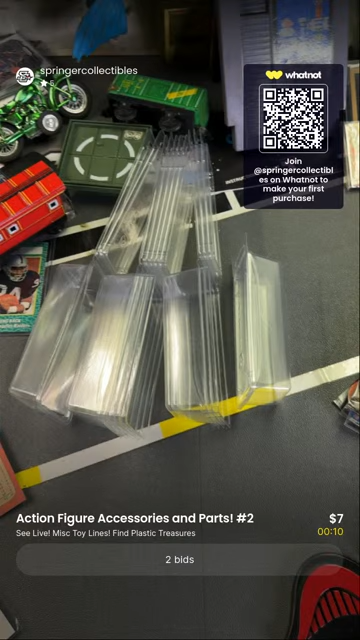 springercollectibles
★5
whatnot
Join
@springercollectibl
es on Whatnot to
make your first
purchase!
Action Figure Accessories and Parts! #2
$7
See Live! Misc Toy Lines! Find Plastic Treasures
00:10
2 bids